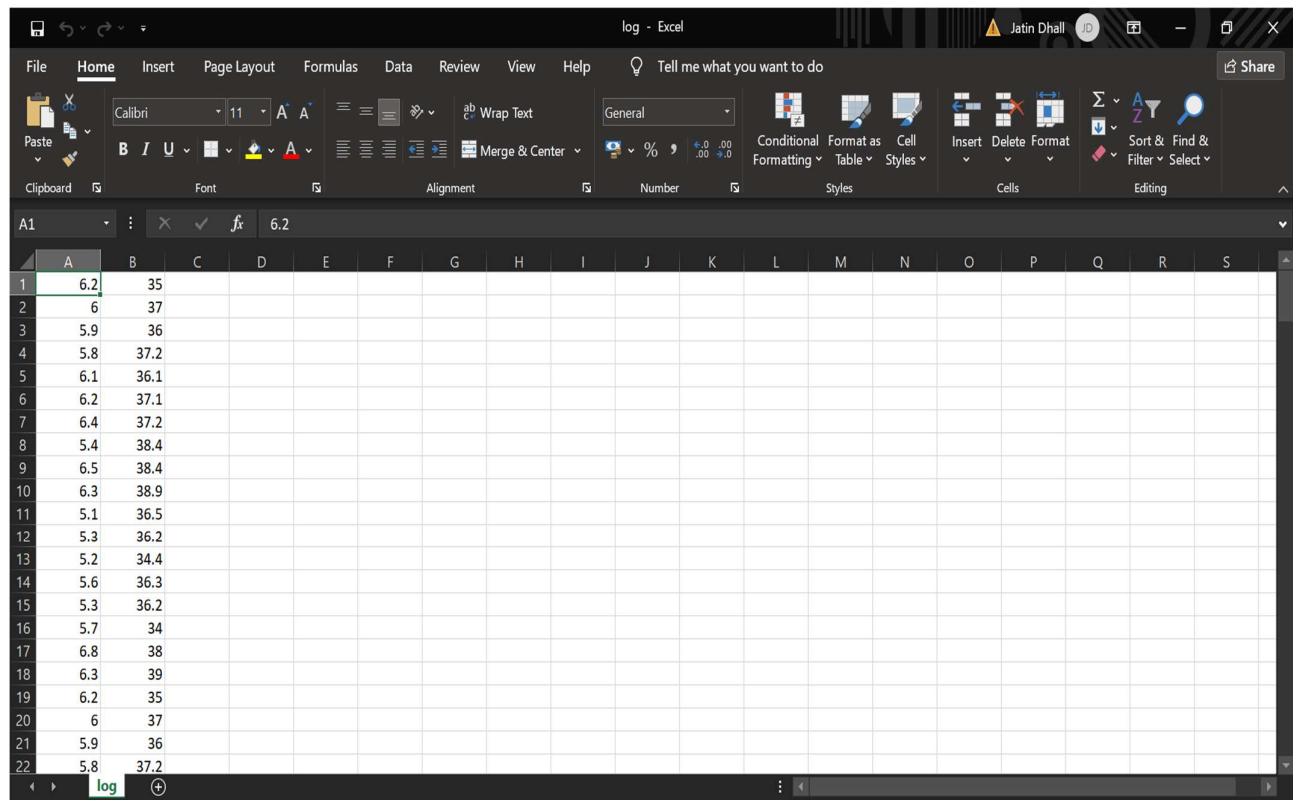 log - Excel
Jatin Dhall JD
File Home Insert Page Layout Formulas Data Review View Help Tell me what you want to do Share
Paste
Calibri 11 A A
B I U A
ab Wrap Text
Merge & Center
General
% 9 .0 .00 .00 .0
Conditional Formatting
Format as Table
Cell Styles
Insert Delete Format
Σ
A Z
Sort & Filter
Find & Select
Clipboard Font Alignment Number Styles Cells Editing
A1 fx 6.2
A B C D E F G H I J K L M N O P Q R S
1 6.2 35
2 6 37
3 5.9 36
4 5.8 37.2
5 6.1 36.1
6 6.2 37.1
7 6.4 37.2
8 5.4 38.4
9 6.5 38.4
10 6.3 38.9
11 5.1 36.5
12 5.3 36.2
13 5.2 34.4
14 5.6 36.3
15 5.3 36.2
16 5.7 34
17 6.8 38
18 6.3 39
19 6.2 35
20 6 37
21 5.9 36
22 5.8 37.2
log